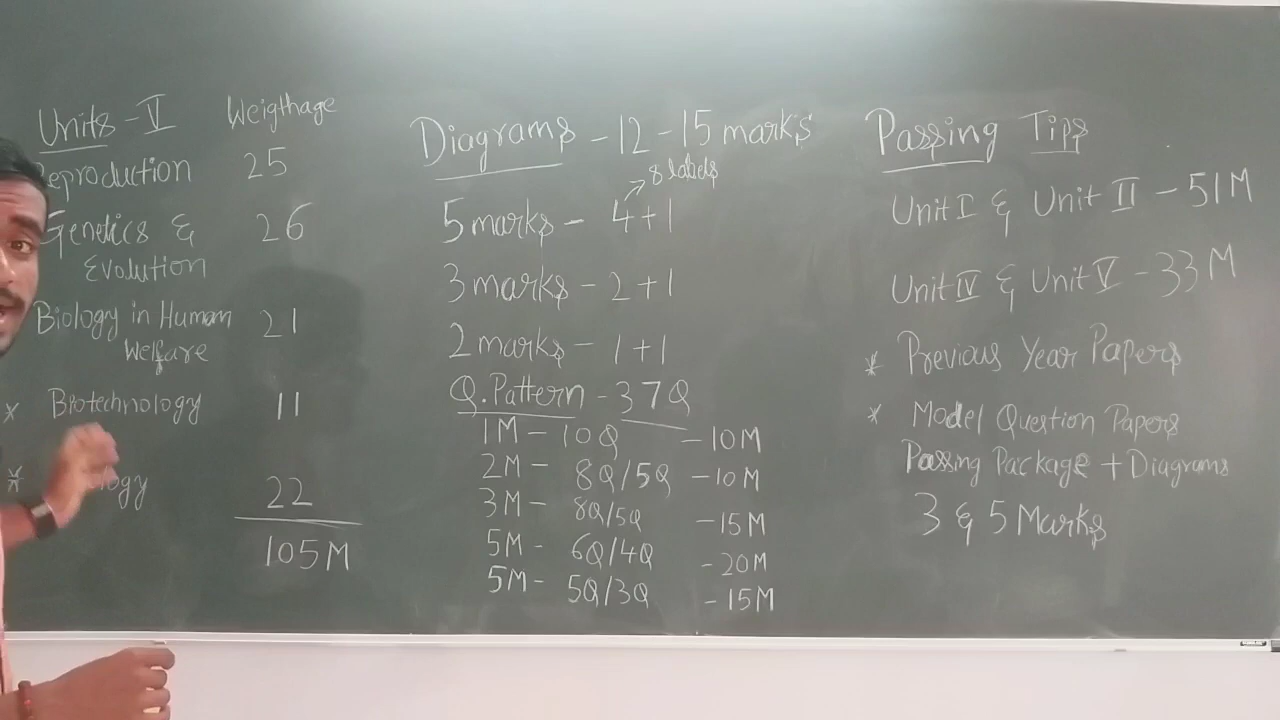 Units - V Weigthage
Reproduction 25
Genetics & 26
Evolution
Biology in Human 21
Welfare
* Biotechnology 11
* 22
105M
Diagrams - 12 - 15 marks
8 labels
5 marks - 4 + 1
3 marks - 2 + 1
2 marks - 1 + 1
Q. Pattern - 37Q
1M - 10Q - 10M
2M - 8Q/5Q - 10M
3M - 8Q/5Q - 15M
5M - 6Q/4Q - 20M
5M - 5Q/3Q - 15M
Passing Tips
Unit I & Unit II - 51M
Unit IV & Unit V - 33M
* Previous Year Papers
* Model Question Papers
Passing Package + Diagrams
3 & 5 Marks